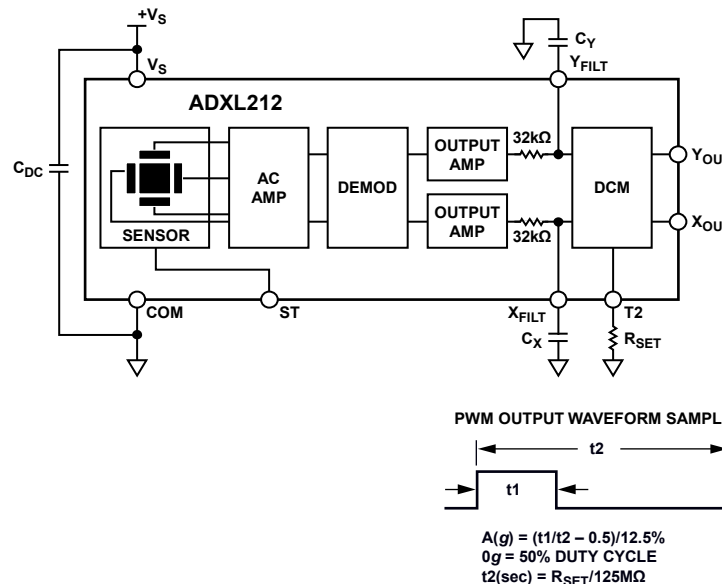 +VS
VS
CY
YFILT
ADXL212
CDC
SENSOR
AC
AMP
DEMOD
OUTPUT
AMP
32kΩ
OUTPUT
AMP
32kΩ
DCM
YOU
XOU
COM
ST
XFILT
T2
CX
RSET
PWM OUTPUT WAVEFORM SAMPL
t2
t1
A(g) = (t1/t2 – 0.5)/12.5%
0g = 50% DUTY CYCLE
t2(sec) = RSET/125MΩ